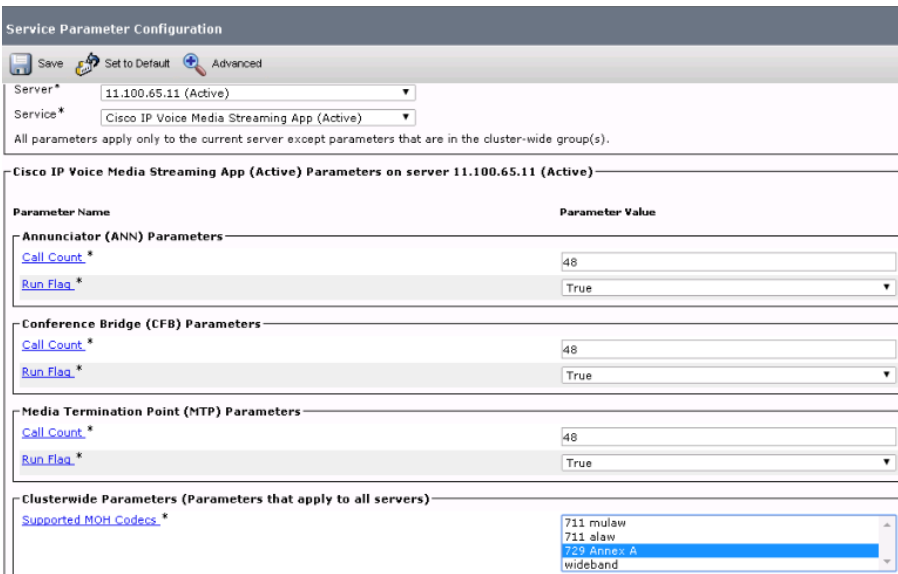 Service Parameter Configuration
Save Set to Default Advanced
Server* 11.100.65.11 (Active)
Service* Cisco IP Voice Media Streaming App (Active)
All parameters apply only to the current server except parameters that are in the cluster-wide group(s).
Cisco IP Voice Media Streaming App (Active) Parameters on server 11.100.65.11 (Active)
Parameter Name Parameter Value
Annunciator (ANN) Parameters
Call Count * 48
Run Flag * True
Conference Bridge (CFB) Parameters
Call Count * 48
Run Flag * True
Media Termination Point (MTP) Parameters
Call Count * 48
Run Flag * True
Clusterwide Parameters (Parameters that apply to all servers)
Supported MOH Codecs * 711 mulaw
711 alaw
729 Annex A
wideband